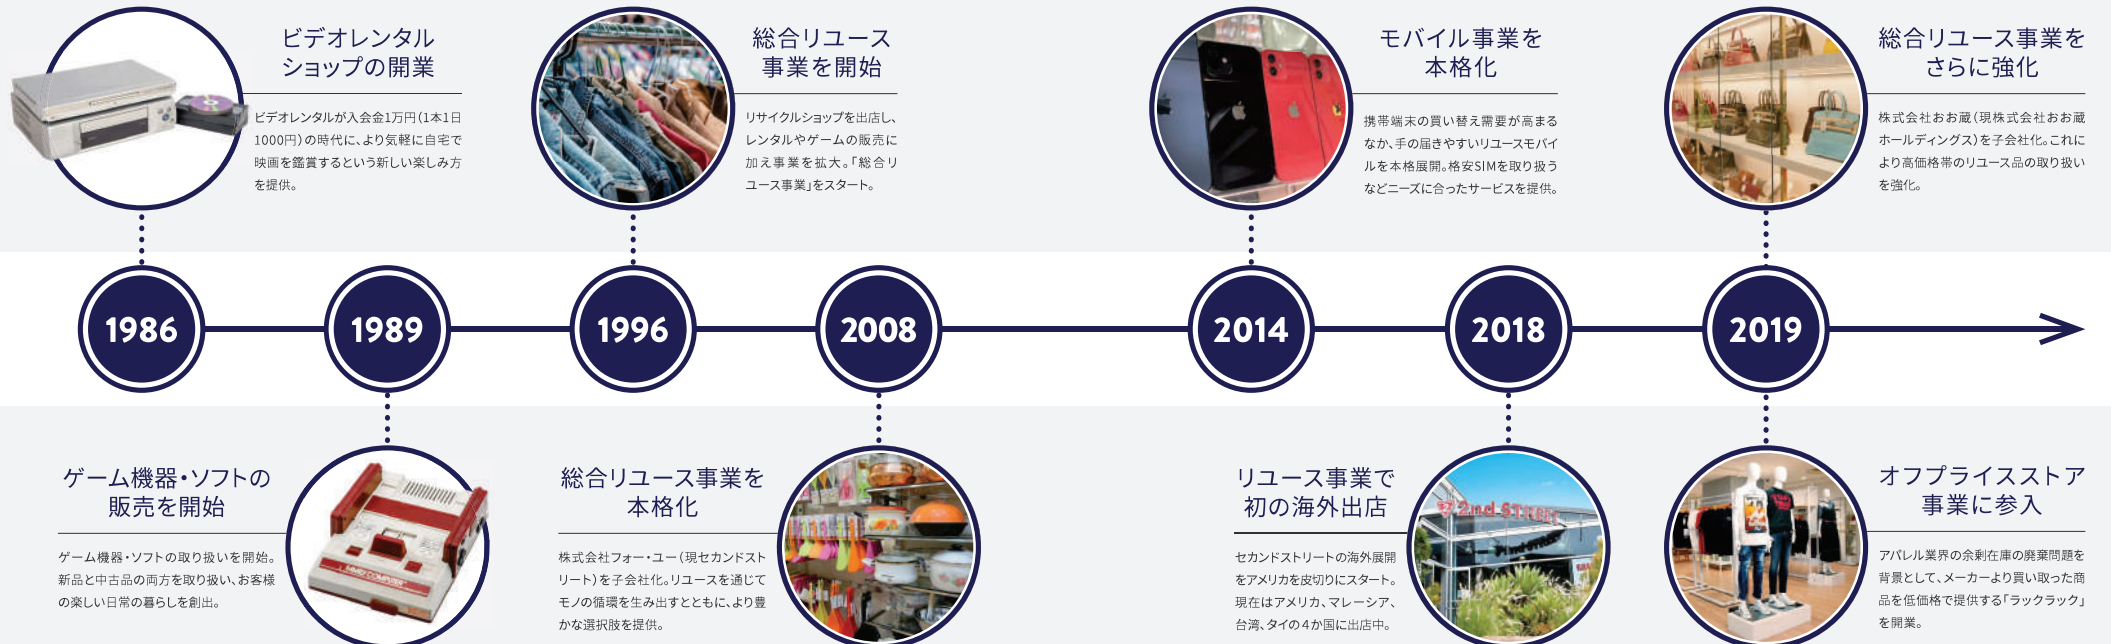 ビデオレンタル
ショップの開業
ビデオレンタルが入会金1万円（1本1日
1000円）の時代に、より気軽に自宅で
映画を鑑賞するという新しい楽しみ方
を提供。
総合リユース
事業を開始
リサイクルショップを出店し、
レンタルやゲームの販売に
加え事業を拡大。「総合リ
ユース事業」をスタート。
モバイル事業を
本格化
携帯端末の買い替え需要が高まる
なか、手の届きやすいリユースモバイ
ルを本格展開。格安SIMを取り扱う
などニーズに合ったサービスを提供。
総合リユース事業を
さらに強化
株式会社おお蔵（現株式会社おお蔵
ホールディングス）を子会社化。これに
より高価格帯のリユース品の取り扱い
を強化。
1986
1989
1996
2008
2014
2018
2019
ゲーム機器・ソフトの
販売を開始
ゲーム機器・ソフトの取り扱いを開始。
新品と中古品の両方を取り扱い、お客様
の楽しい日常の暮らしを創出。
総合リユース事業を
本格化
株式会社フォー・ユー（現セカンドスト
リート）を子会社化。リユースを通じて
モノの循環を生み出すとともに、より豊
かな選択肢を提供。
リユース事業で
初の海外出店
セカンドストリートの海外展開
をアメリカを皮切りにスタート。
現在はアメリカ、マレーシア、
台湾、タイの4か国に出店中。
2nd STREET
オフプライスストア
事業に参入
アパレル業界の余剰在庫の廃棄問題を
背景として、メーカーより買い取った商
品を低価格で提供する「ラックラック」
を開業。